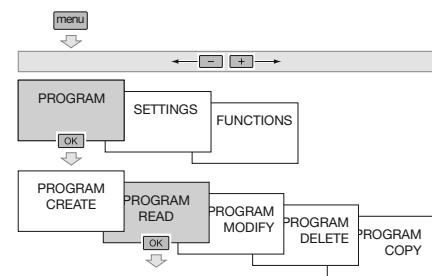 menu
- +
PROGRAM
SETTINGS
FUNCTIONS
OK
PROGRAM
CREATE
PROGRAM
READ
PROGRAM
MODIFY
PROGRAM
DELETE
PROGRAM
COPY
OK